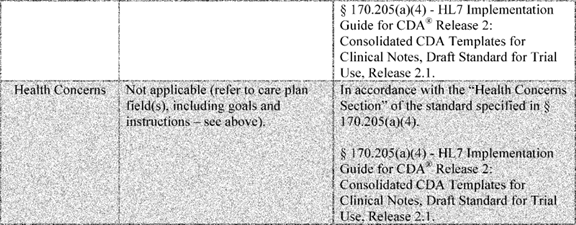 § 170.205(a)(4) - HL7 Implementation
Guide for CDA® Release 2:
Consolidated CDA Templates for
Clinical Notes, Draft Standard for Trial
Use, Release 2.1.
Health Concerns
Not applicable (refer to care plan
field(s), including goals and
instructions – see above).
In accordance with the “Health Concerns
Section” of the standard specified in §
170.205(a)(4).
§ 170.205(a)(4) - HL7 Implementation
Guide for CDA® Release 2:
Consolidated CDA Templates for
Clinical Notes, Draft Standard for Trial
Use, Release 2.1.